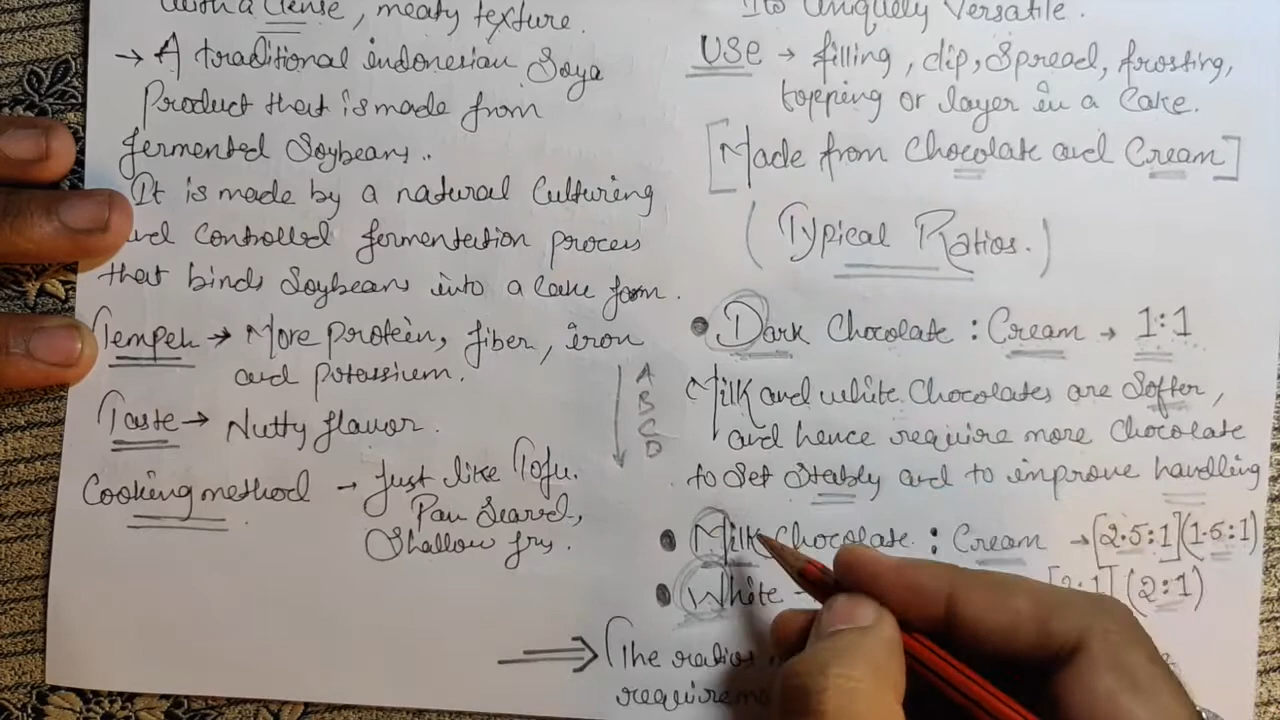 with a dense, meaty texture.
→ A traditional indonesian Soya
Product that is made from
fermented Soybeans..
It is made by a natural Culturing
and Controlled fermentation process
that binds Soybeans into a Cake form.
Tempeh → More protein, fiber, iron
and potassium.
Taste → Nutty flavor.
Cooking method → Just like Tofu.
Pan Seared,
Shallow fry.
A
B
C
D
Its Uniquely Versatile.
USE → filling, dip, Spread, frosting,
topping or layer in a Cake.
[Made from Chocolate and Cream]
(Typical Ratios.)
• Dark Chocolate : Cream → 1:1
Milk and white Chocolates are Softer,
and hence require more Chocolate
to Set Stably and to improve handling
• Milk Chocolate : Cream → [2.5:1] (1.5:1)
• White (2:1)
⇒ The ratios